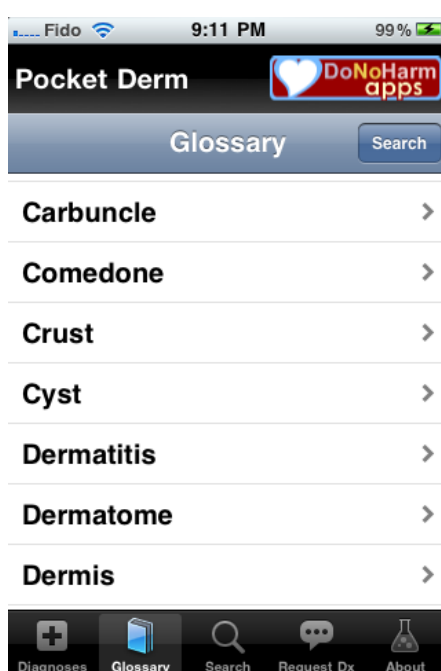 Fido 9:11 PM 99%
Pocket Derm
DoNoHarm
apps
Glossary Search
Carbuncle
Comedone
Crust
Cyst
Dermatitis
Dermatome
Dermis
Diagnoses Glossary Search Request Dx About